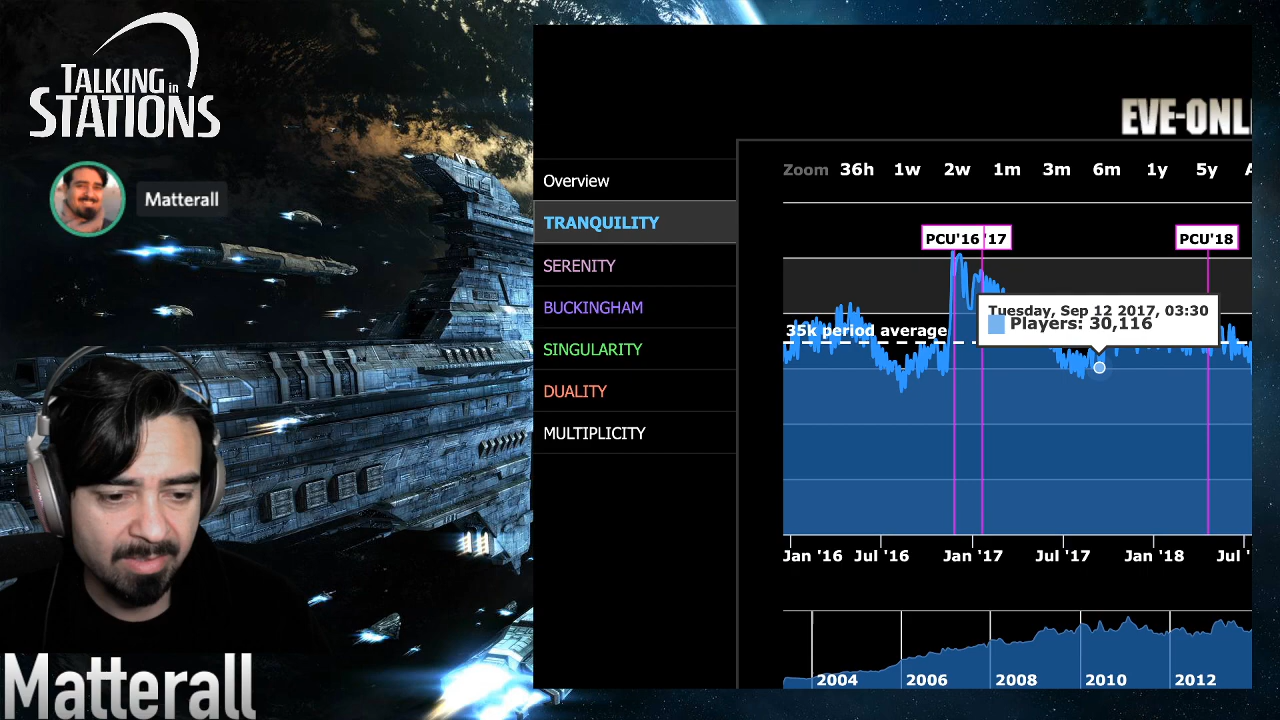 TALKING in
STATIONS
Matterall
Matterall
EVE-ONL
Overview
TRANQUILITY
SERENITY
BUCKINGHAM
SINGULARITY
DUALITY
MULTIPLICITY
Zoom 36h 1w 2w 1m 3m 6m 1y 5y A
PCU'16 '17 PCU'18
Tuesday, Sep 12 2017, 03:30
Players: 30,116
35k period average
Jan '16 Jul '16 Jan '17 Jul '17 Jan '18 Jul '
2004 2006 2008 2010 2012